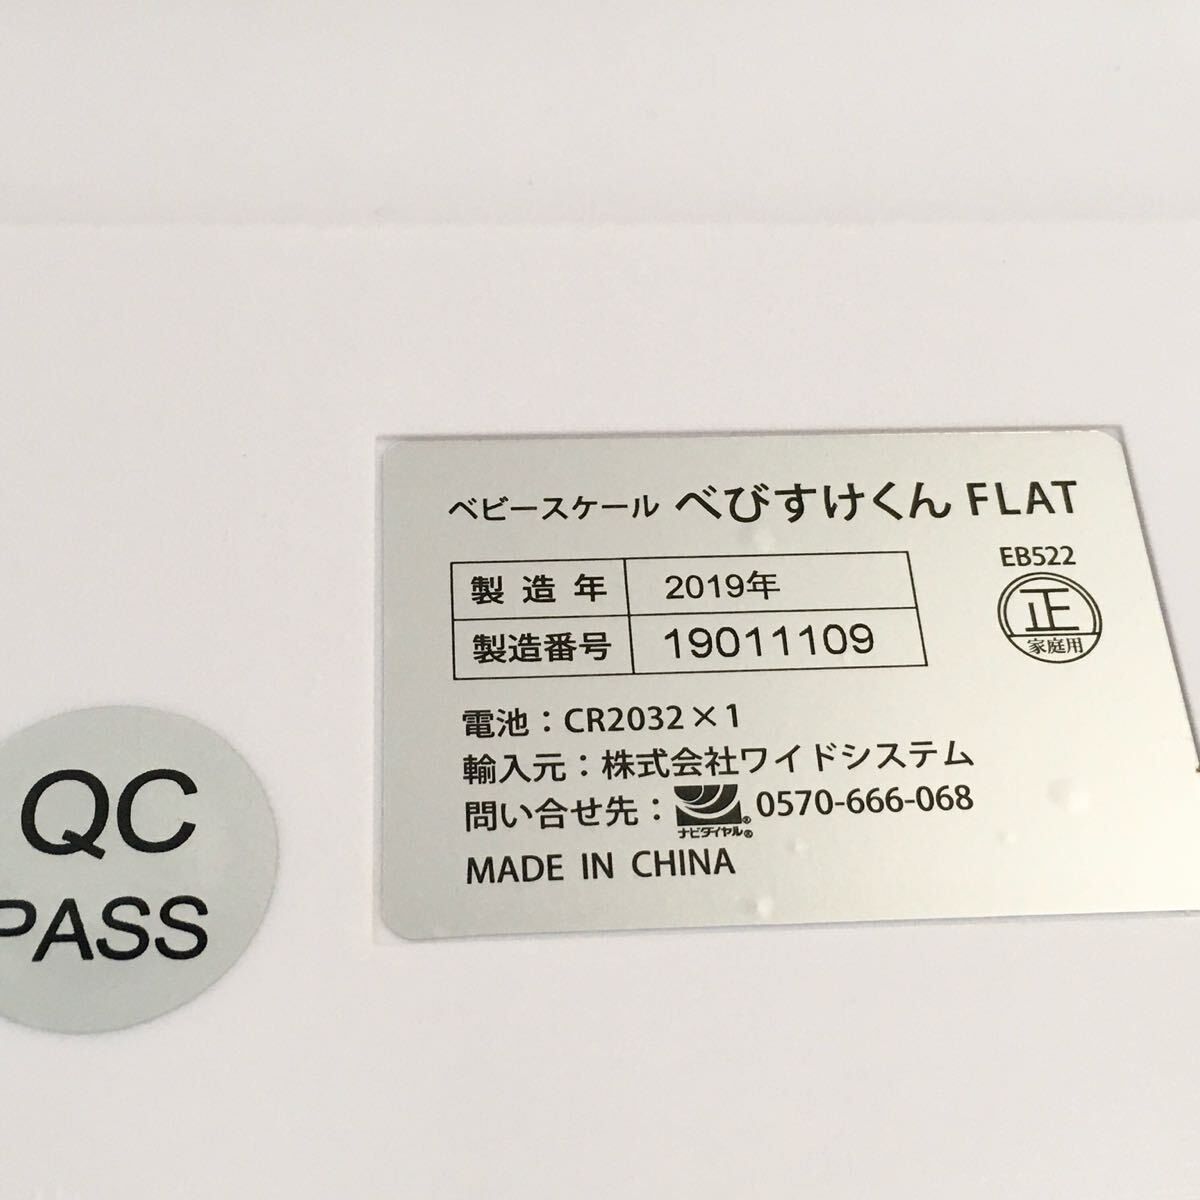 ベビースケール べびすけくん FLAT
EB522
正
家庭用
製造年 2019年
製造番号 19011109
電池：CR2032×1
輸入元：株式会社ワイドシステム
問い合せ先： ナビダイヤル® 0570-666-068
MADE IN CHINA
QC
PASS